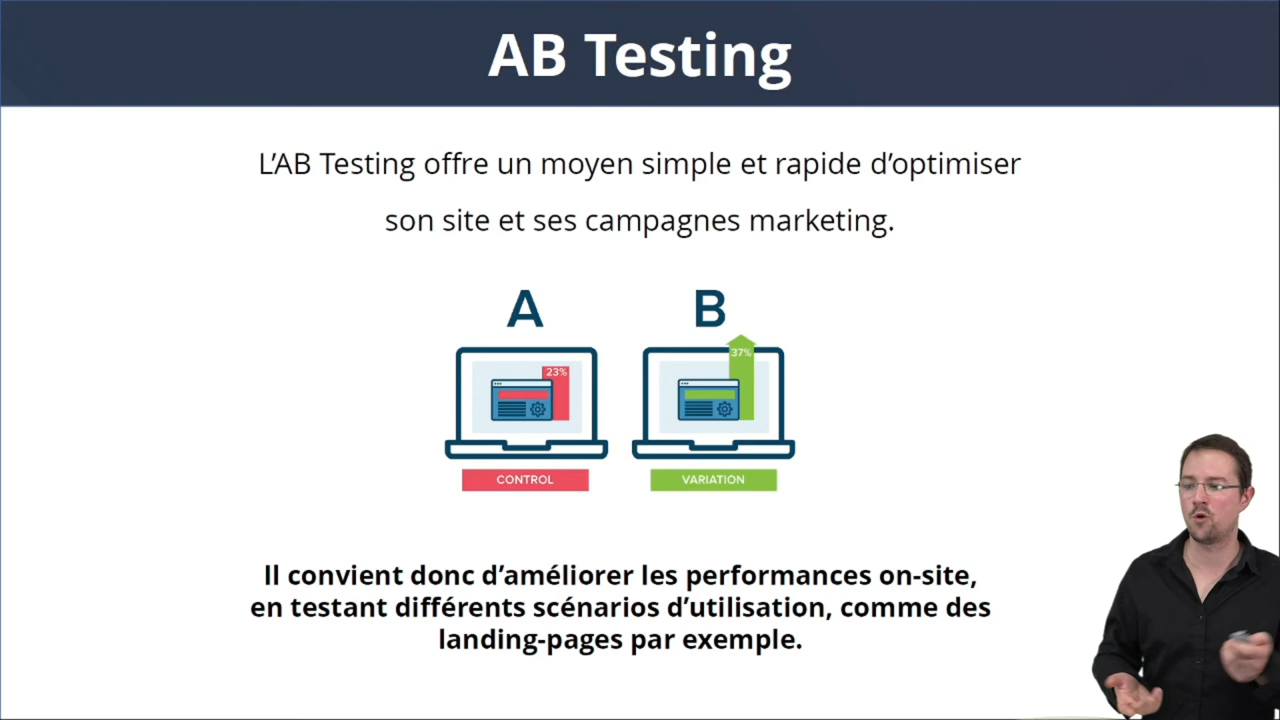 AB Testing
L’AB Testing offre un moyen simple et rapide d’optimiser
son site et ses campagnes marketing.
A B
23% 37%
CONTROL VARIATION
Il convient donc d’améliorer les performances on-site,
en testant différents scénarios d’utilisation, comme des
landing-pages par exemple.